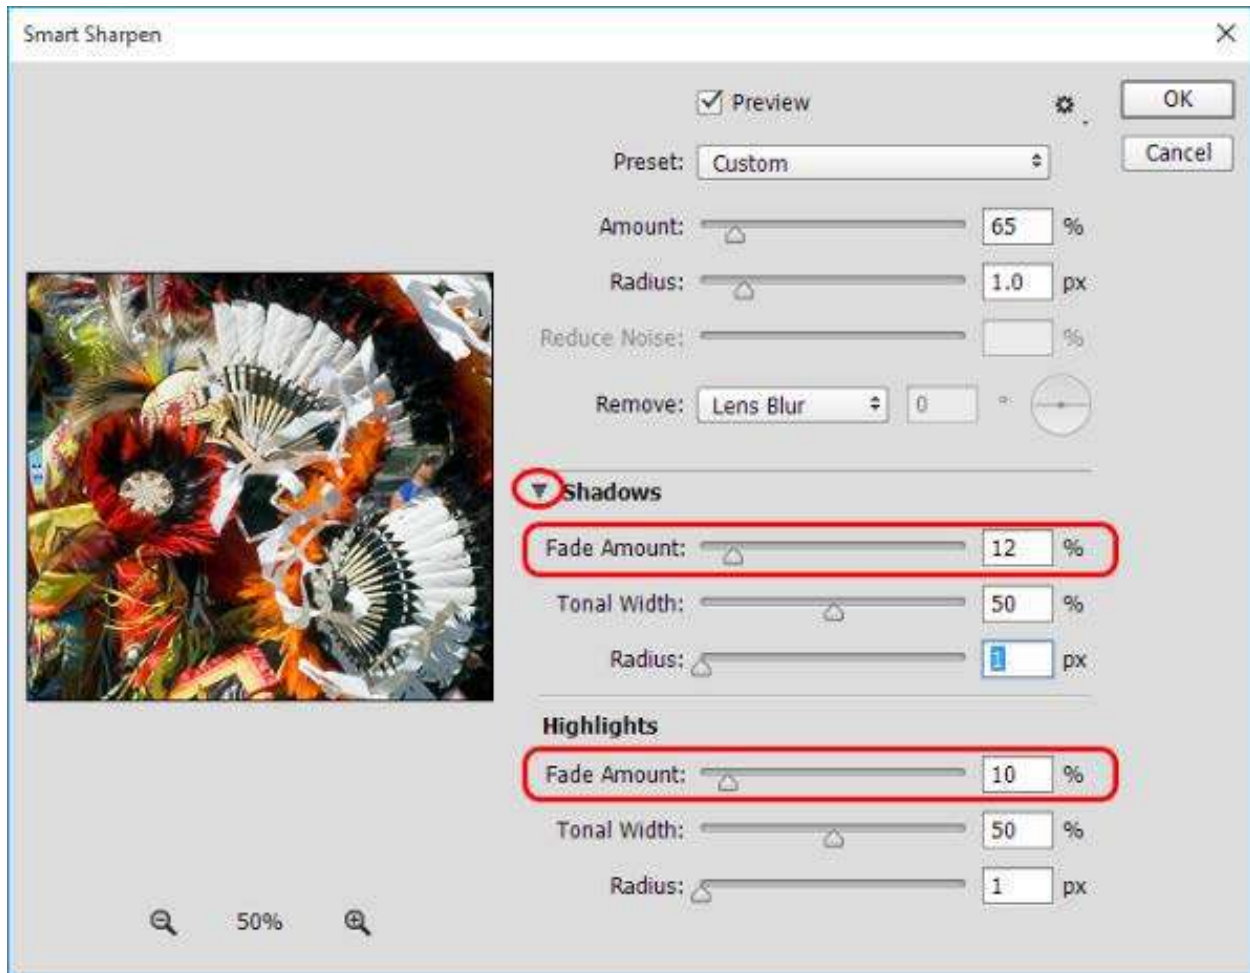 Smart Sharpen
Preview
OK
Preset: Custom
Cancel
Amount: 65 %
Radius: 1.0 px
Reduce Noise: %
Remove: Lens Blur 0 °
Shadows
Fade Amount: 12 %
Tonal Width: 50 %
Radius: 1 px
Highlights
Fade Amount: 10 %
Tonal Width: 50 %
Radius: 1 px
50%